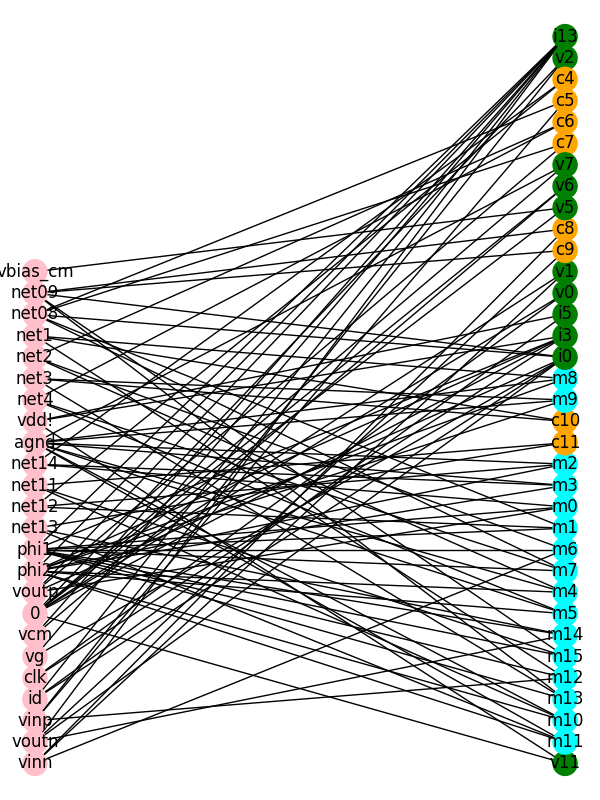 i13
v2
c4
c5
c6
c7
v7
v6
v5
c8
c9
vbias_cm v1
net09 v0
net08 i5
net1 i3
net2 i0
net3 m8
net4 m9
vdd! c10
agnd c11
net14 m2
net11 m3
net12 m0
net13 m1
phi1 m6
phi2 m7
voutp m4
0 m5
vcm m14
vg m15
clk m12
id m13
vinp m10
voutn m11
vinn v11